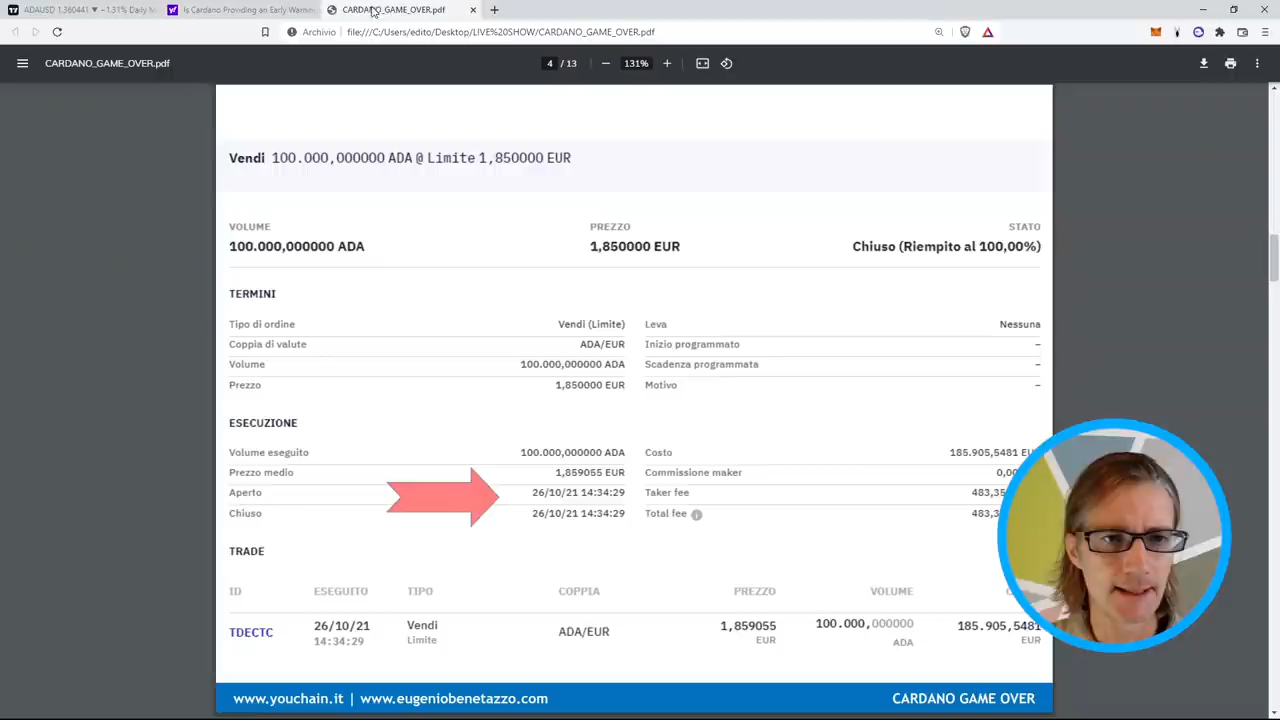 ADAUSD 1.360441 ▼ −1.31% Daily M
Is Cardano Providing an Early Warnin
CARDANO_GAME_OVER.pdf
Archivio
file:///C:/Users/edito/Desktop/LIVE%20SHOW/CARDANO_GAME_OVER.pdf
CARDANO_GAME_OVER.pdf
4 / 13
131%
Vendi 100.000,000000 ADA @ Limite 1,850000 EUR
VOLUME PREZZO STATO
100.000,000000 ADA 1,850000 EUR Chiuso (Riempito al 100,00%)
TERMINI
Tipo di ordine Vendi (Limite) Leva Nessuna
Coppia di valute ADA/EUR Inizio programmato –
Volume 100.000,000000 ADA Scadenza programmata –
Prezzo 1,850000 EUR Motivo –
ESECUZIONE
Volume eseguito 100.000,000000 ADA Costo 185.905,5481 EU
Prezzo medio 1,859055 EUR Commissione maker 0,00
Aperto 26/10/21 14:34:29 Taker fee 483,35
Chiuso 26/10/21 14:34:29 Total fee 483,3
TRADE
ID ESEGUITO TIPO COPPIA PREZZO VOLUME
TDECTC 26/10/21 Vendi ADA/EUR 1,859055 100.000,000000 185.905,5481
14:34:29 Limite EUR ADA EUR
www.youchain.it | www.eugeniobenetazzo.com CARDANO GAME OVER